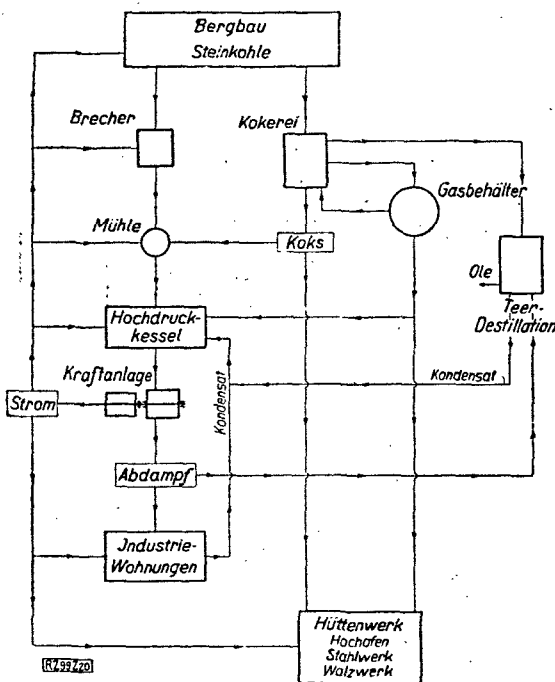 Bergbau
Steinkohle
Brecher
Kokerei
Gasbehälter
Mühle
Koks
Öle
Teer-
Destillation
Hochdruck-
kessel
Kraftanlage
Kondensat
Kondensat
Strom
Abdampf
Jndustrie-
Wohnungen
Hüttenwerk
Hochofen
Stahlwerk
Walzwerk
RZ99Z20